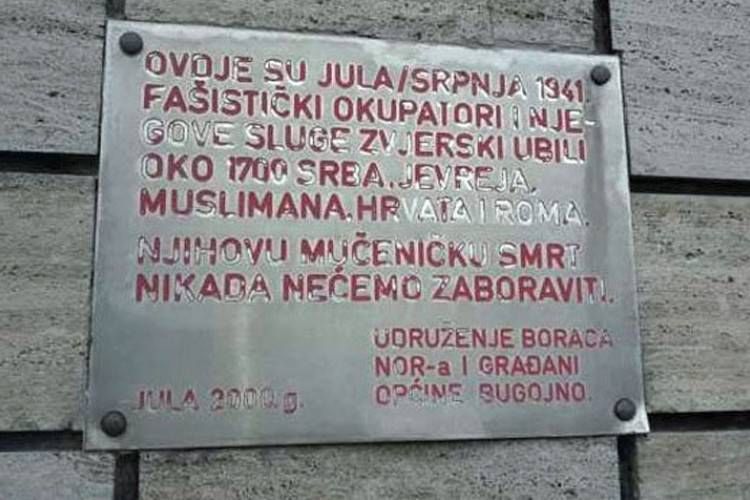 OVDJE SU JULA/SRPNJA 1941.
FAŠISTIČKI OKUPATORI I NJE-
GOVE SLUGE ZVJERSKI UBILI
OKO 1700 SRBA, JEVREJA,
MUSLIMANA, HRVATA I ROMA.
NJIHOVU MUČENIČKU SMRT
NIKADA NEĆEMO ZABORAVITI.
UDRUŽENJE BORACA
NOR-a I GRAĐANI
OPĆINE BUGOJNO.
JULA 2000. g.